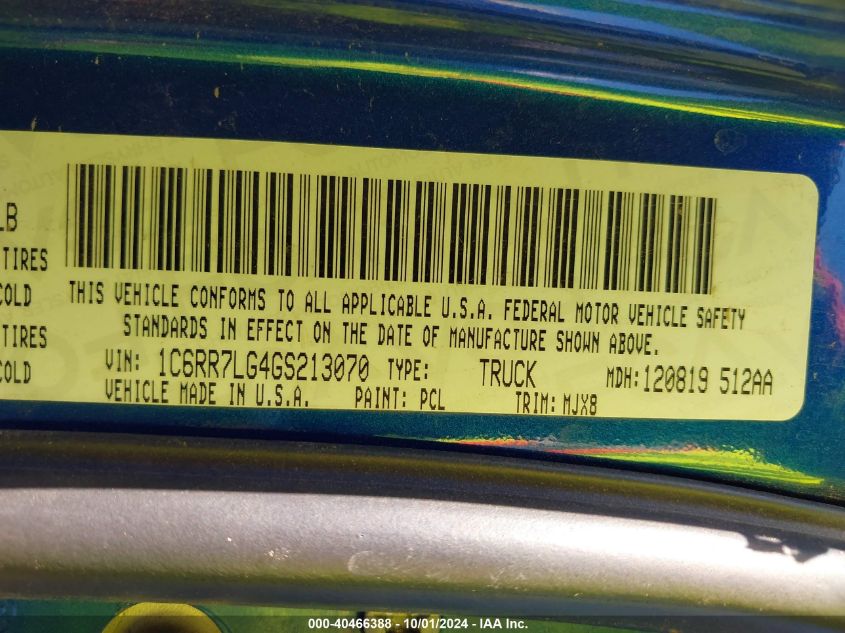 LB
TIRES
COLD
TIRES
COLD
THIS VEHICLE CONFORMS TO ALL APPLICABLE U.S.A. FEDERAL MOTOR VEHICLE SAFETY
STANDARDS IN EFFECT ON THE DATE OF MANUFACTURE SHOWN ABOVE.
VIN: 1C6RR7LG4GS213070 TYPE: TRUCK MDH:120819 512AA
VEHICLE MADE IN U.S.A. PAINT: PCL TRIM: MJX8
000-40466388 - 10/01/2024 - IAA Inc.